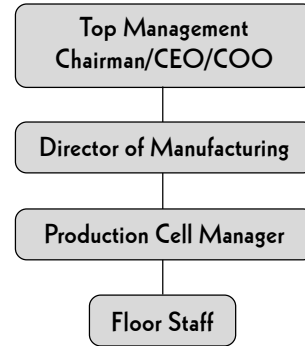 Top Management
Chairman/CEO/COO
Director of Manufacturing
Production Cell Manager
Floor Staff